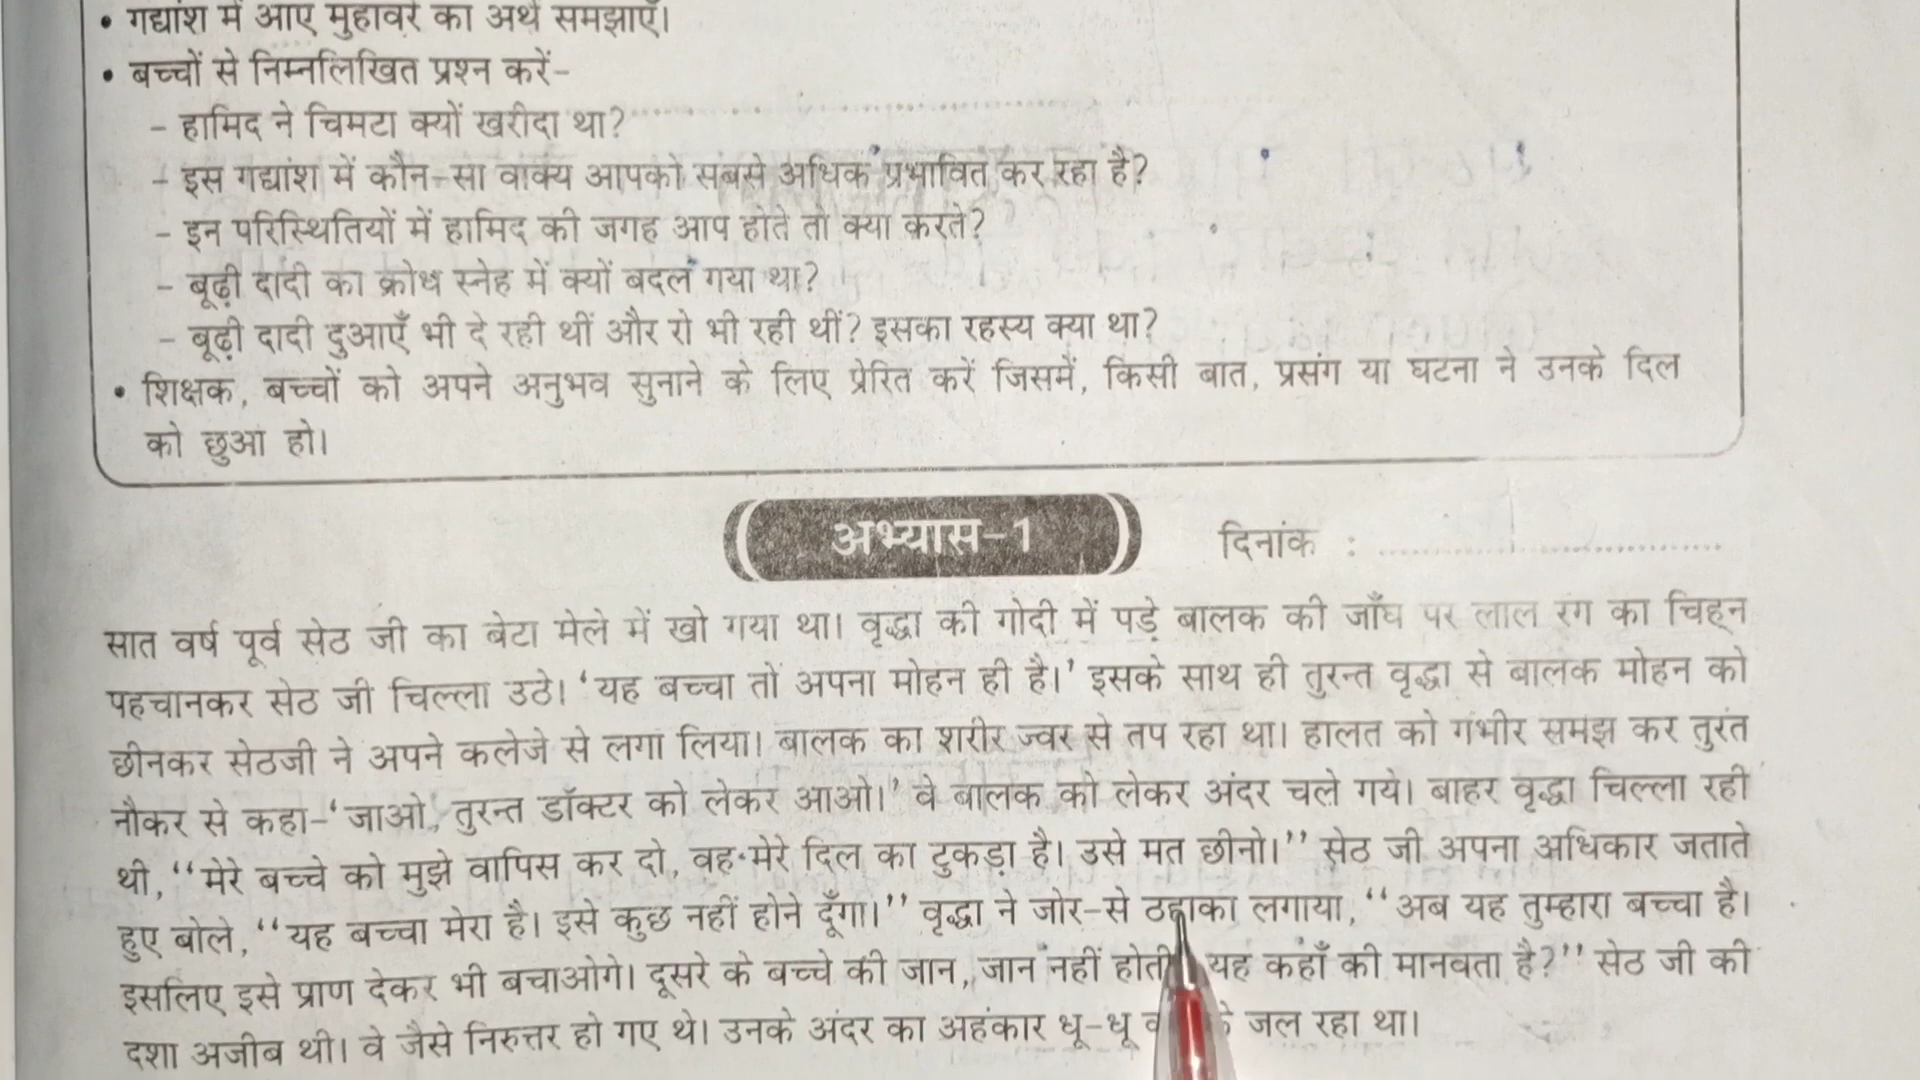 • गद्यांश में आए मुहावरे का अर्थ समझाएँ।
• बच्चों से निम्नलिखित प्रश्न करें-
- हामिद ने चिमटा क्यों खरीदा था?
- इस गद्यांश में कौन-सा वाक्य आपको सबसे अधिक प्रभावित कर रहा है?
- इन परिस्थितियों में हामिद की जगह आप होते तो क्या करते?
- बूढ़ी दादी का क्रोध स्नेह में क्यों बदल गया था?
- बूढ़ी दादी दुआएँ भी दे रही थीं और रो भी रही थीं? इसका रहस्य क्या था?
• शिक्षक, बच्चों को अपने अनुभव सुनाने के लिए प्रेरित करें जिसमें, किसी बात, प्रसंग या घटना ने उनके दिल
को छुआ हो।
अभ्यास-1 दिनांक : ........................
सात वर्ष पूर्व सेठ जी का बेटा मेले में खो गया था। वृद्धा की गोदी में पड़े बालक की जाँघ पर लाल रंग का चिह्न
पहचानकर सेठ जी चिल्ला उठे। ‘यह बच्चा तो अपना मोहन ही है।’ इसके साथ ही तुरन्त वृद्धा से बालक मोहन को
छीनकर सेठजी ने अपने कलेजे से लगा लिया। बालक का शरीर ज्वर से तप रहा था। हालत को गंभीर समझ कर तुरंत
नौकर से कहा-‘जाओ, तुरन्त डॉक्टर को लेकर आओ।’ वे बालक को लेकर अंदर चले गये। बाहर वृद्धा चिल्ला रही
थी, “मेरे बच्चे को मुझे वापिस कर दो, वह मेरे दिल का टुकड़ा है। उसे मत छीनो।” सेठ जी अपना अधिकार जताते
हुए बोले, “यह बच्चा मेरा है। इसे कुछ नहीं होने दूँगा।” वृद्धा ने जोर-से ठहाका लगाया, “अब यह तुम्हारा बच्चा है।
इसलिए इसे प्राण देकर भी बचाओगे। दूसरे के बच्चे की जान, जान नहीं होती यह कहाँ की मानवता है?” सेठ जी की
दशा अजीब थी। वे जैसे निरुत्तर हो गए थे। उनके अंदर का अहंकार धू-धू जल रहा था।